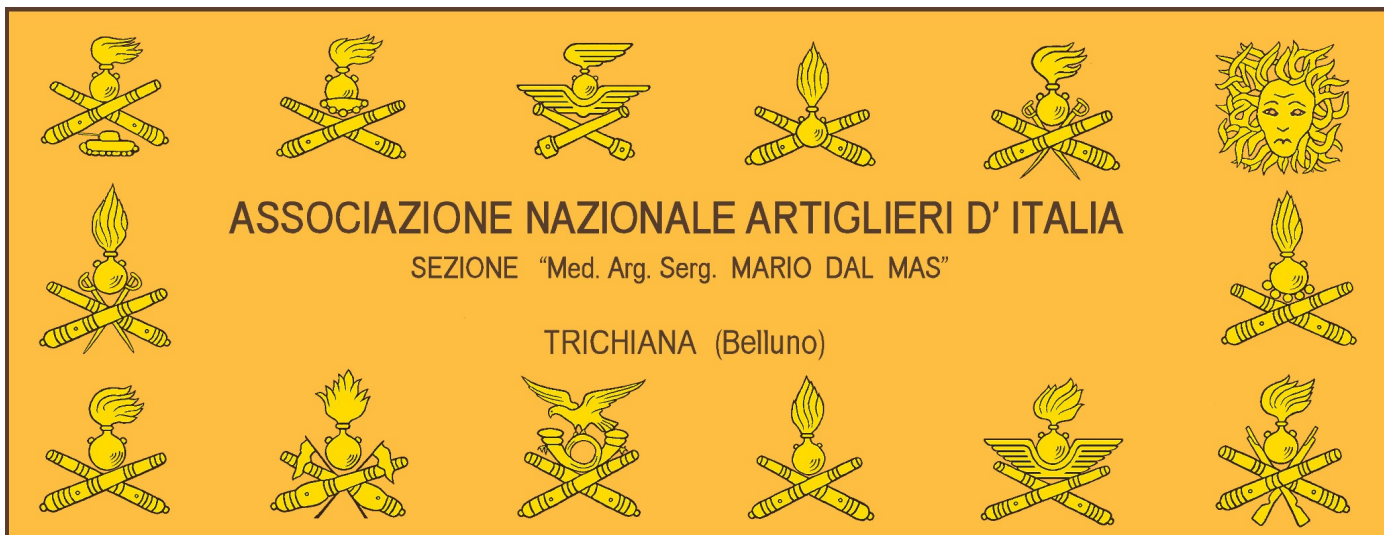 ASSOCIAZIONE NAZIONALE ARTIGLIERI D' ITALIA
SEZIONE "Med. Arg. Serg. MARIO DAL MAS"
TRICHIANA (Belluno)